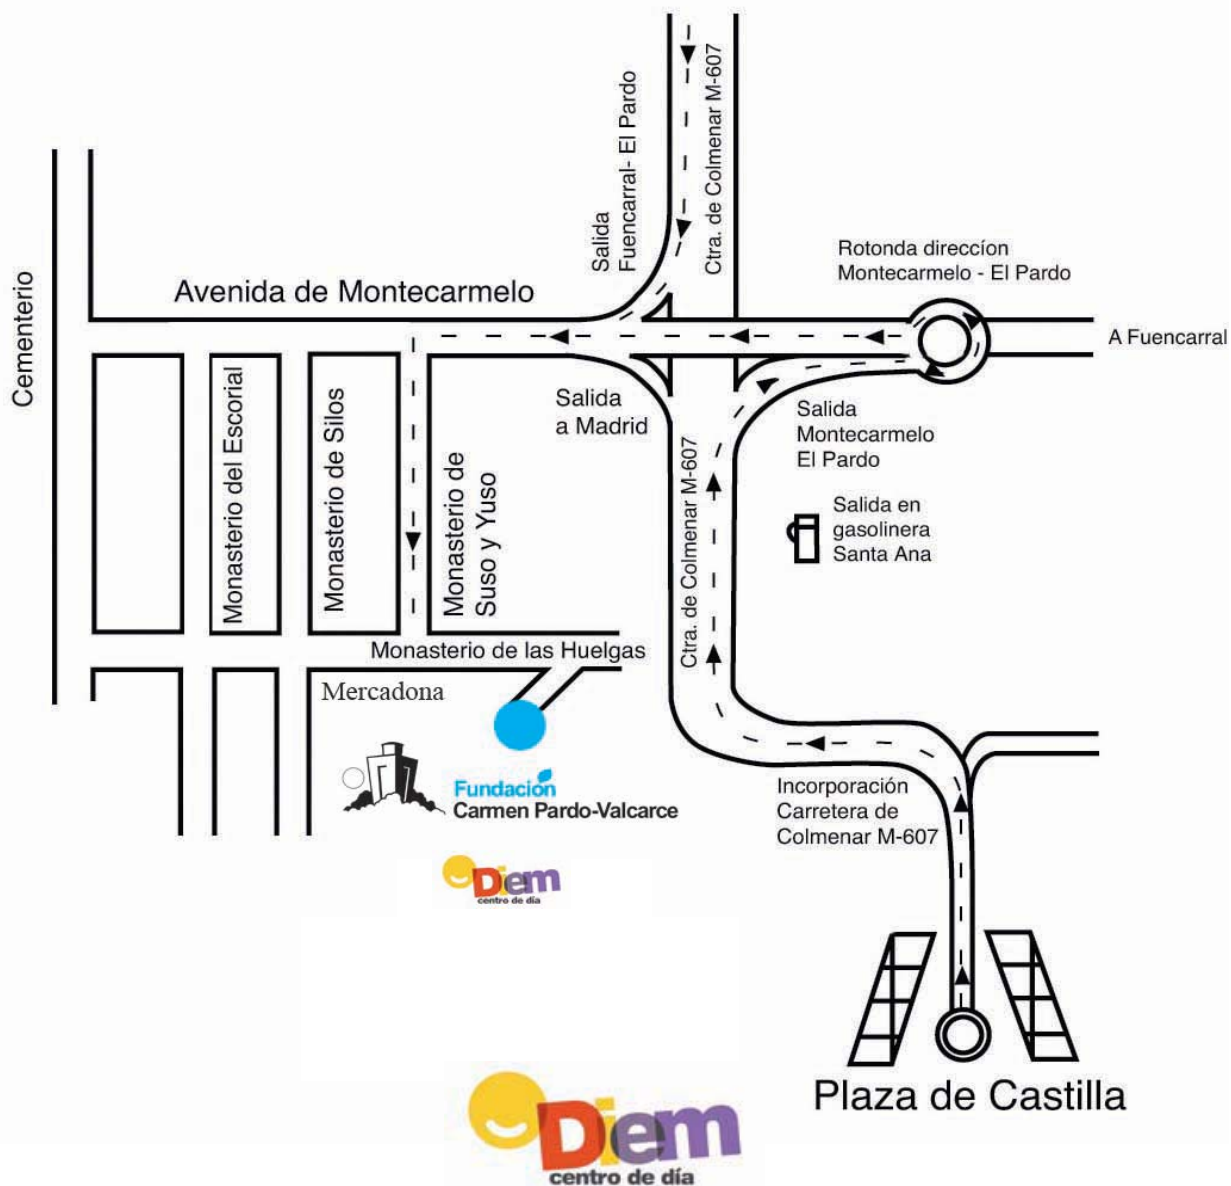 Salida
Fuencarral- El Pardo
Ctra. de Colmenar M-607
Rotonda direccíon
Montecarmelo - El Pardo
Avenida de Montecarmelo
Cementerio
A Fuencarral
Salida
a Madrid
Salida
Montecarmelo
El Pardo
Monasterio del Escorial
Monasterio de Silos
Monasterio de
Suso y Yuso
Ctra. de Colmenar M-607
Salida en
gasolinera
Santa Ana
Monasterio de las Huelgas
Mercadona
Fundación
Carmen Pardo-Valcarce
Incorporación
Carretera de
Colmenar M-607
Diem
centro de día
Plaza de Castilla
Diem
centro de día